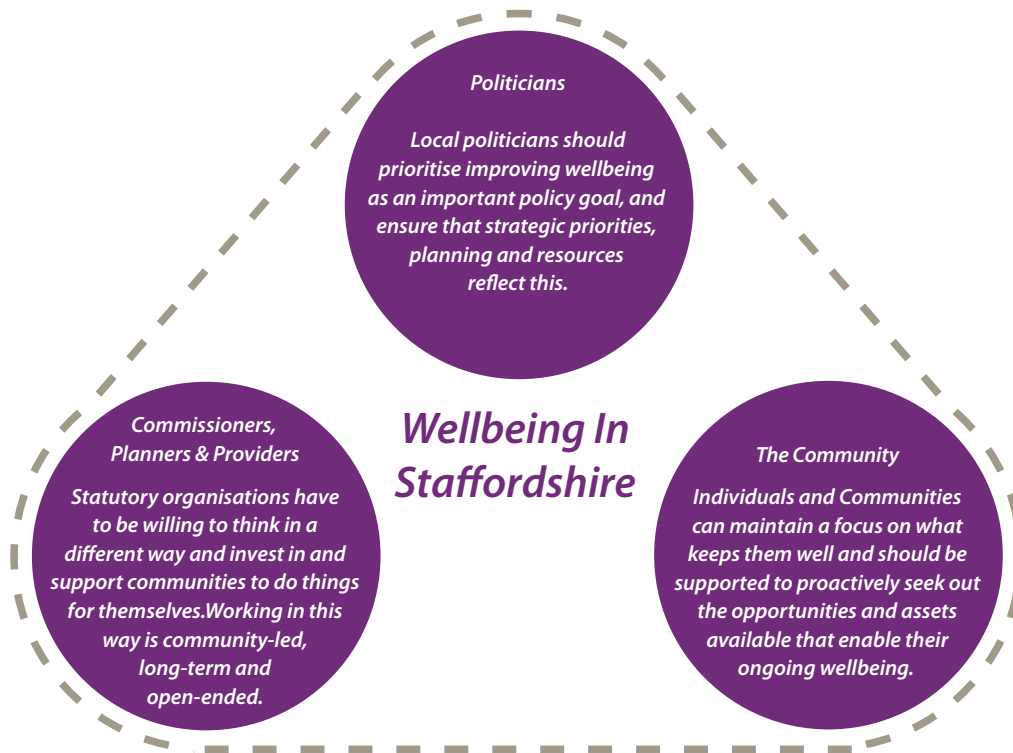 Politicians
Local politicians should
prioritise improving wellbeing
as an important policy goal, and
ensure that strategic priorities,
planning and resources
reflect this.
Wellbeing In
Staffordshire
Commissioners,
Planners & Providers
Statutory organisations have
to be willing to think in a
different way and invest in and
support communities to do things
for themselves.Working in this
way is community-led,
long-term and
open-ended.
The Community
Individuals and Communities
can maintain a focus on what
keeps them well and should be
supported to proactively seek out
the opportunities and assets
available that enable their
ongoing wellbeing.